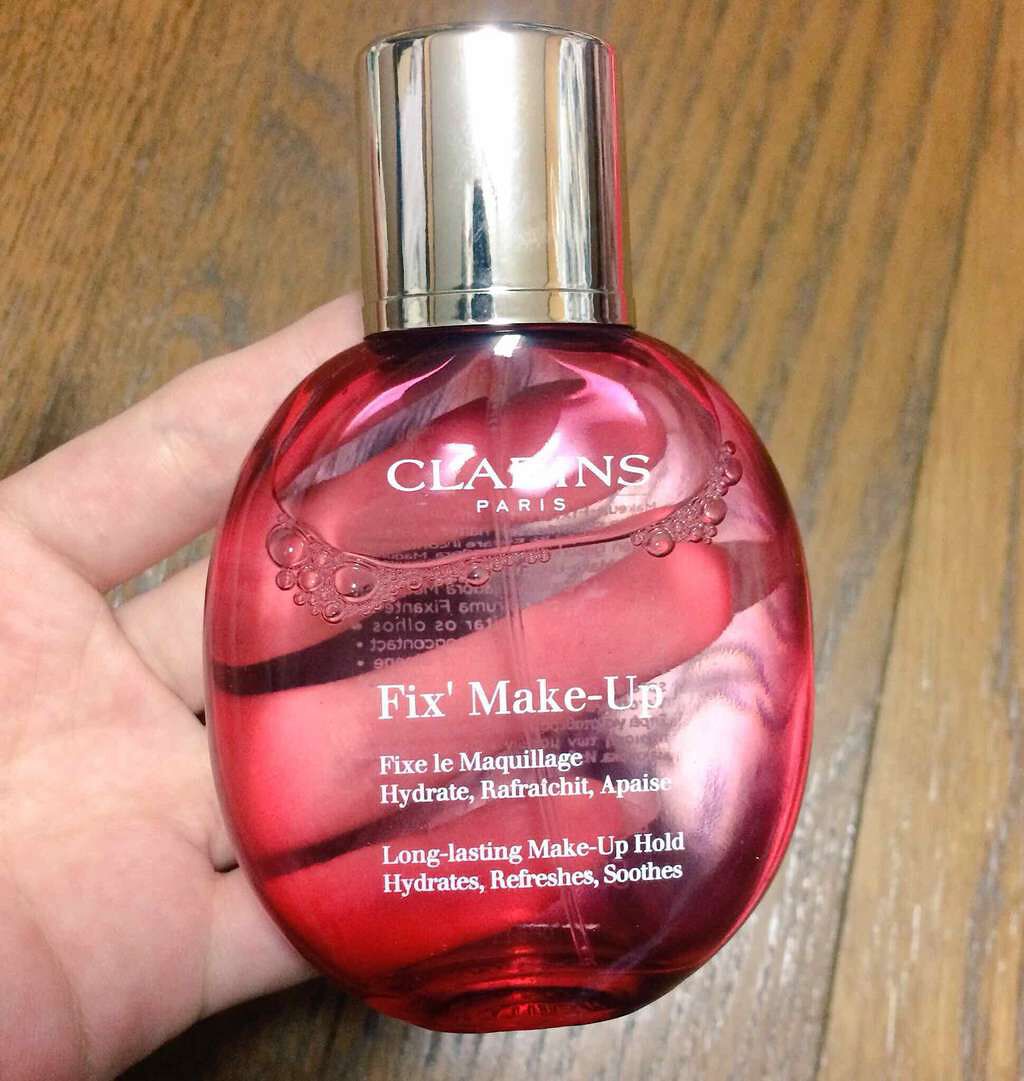 CLARINS
PARIS
Fix' Make-Up
Fixe le Maquillage
Hydrate, Rafraîchit, Apaise
Long-lasting Make-Up Hold
Hydrates, Refreshes, Soothes